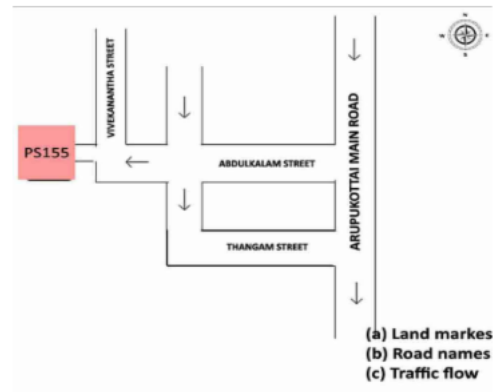 N
W
S
VIVEKANANTHA STREET
PS155
ABDULKALAM STREET
ARUPUKOTTAI MAIN ROAD
THANGAM STREET
(a) Land markes
(b) Road names
(c) Traffic flow